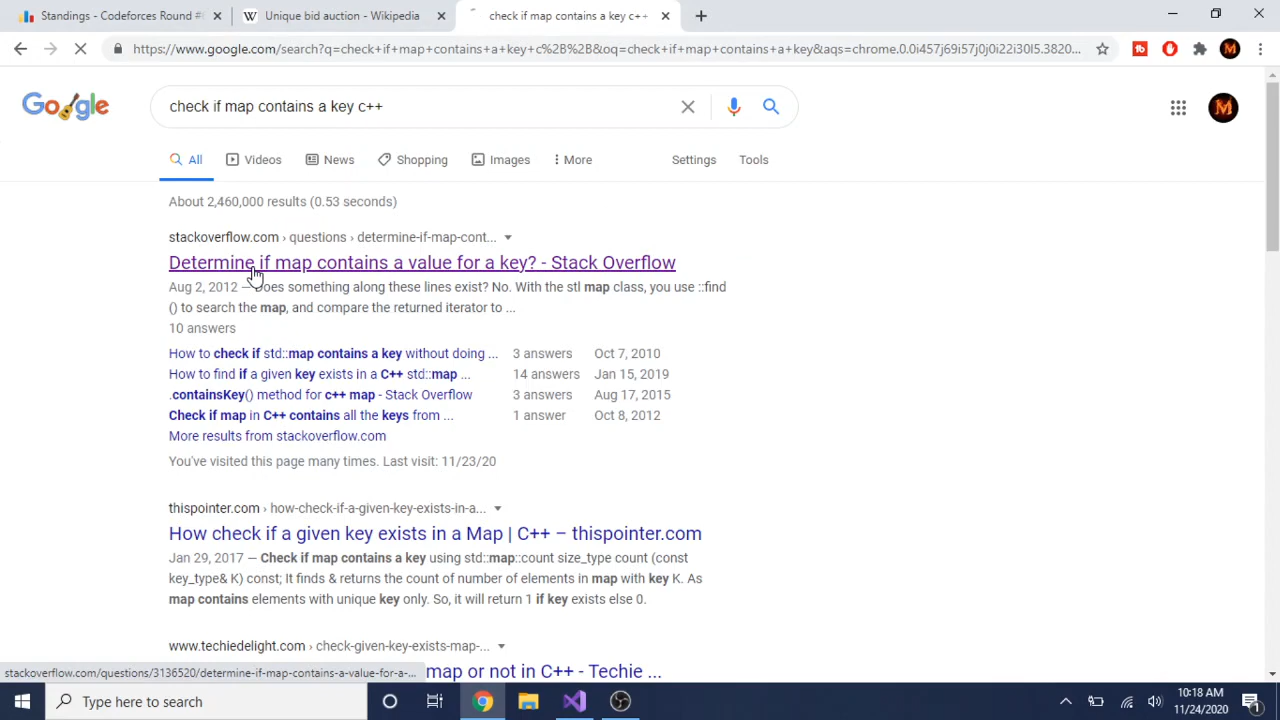 Standings - Codeforces Round #
Unique bid auction - Wikipedia
check if map contains a key c++
https://www.google.com/search?q=check+if+map+contains+a+key+c%2B%2B&oq=check+if+map+contains+a+key&aqs=chrome.0.0i457j69i57j0j0i22i30l5.3820...
Google
check if map contains a key c++
All
Videos
News
Shopping
Images
More
Settings
Tools
About 2,460,000 results (0.53 seconds)
stackoverflow.com › questions › determine-if-map-cont...
Determine if map contains a value for a key? - Stack Overflow
Aug 2, 2012 — Does something along these lines exist? No. With the stl map class, you use ::find
() to search the map, and compare the returned iterator to ...
10 answers
How to check if std::map contains a key without doing ... 3 answers Oct 7, 2010
How to find if a given key exists in a C++ std::map ... 14 answers Jan 15, 2019
.containsKey() method for c++ map - Stack Overflow 3 answers Aug 17, 2015
Check if map in C++ contains all the keys from ... 1 answer Oct 8, 2012
More results from stackoverflow.com
You've visited this page many times. Last visit: 11/23/20
thispointer.com › how-check-if-a-given-key-exists-in-a...
How check if a given key exists in a Map | C++ – thispointer.com
Jan 29, 2017 — Check if map contains a key using std::map::count size_type count (const
key_type& K) const; It finds & returns the count of number of elements in map with key K. As
map contains elements with unique key only. So, it will return 1 if key exists else 0.
www.techiedelight.com › check-given-key-exists-map-...
map or not in C++ - Techie ...
stackoverflow.com/questions/3136520/determine-if-map-contains-a-value-for-a-...
Type here to search
10:18 AM
11/24/2020
1